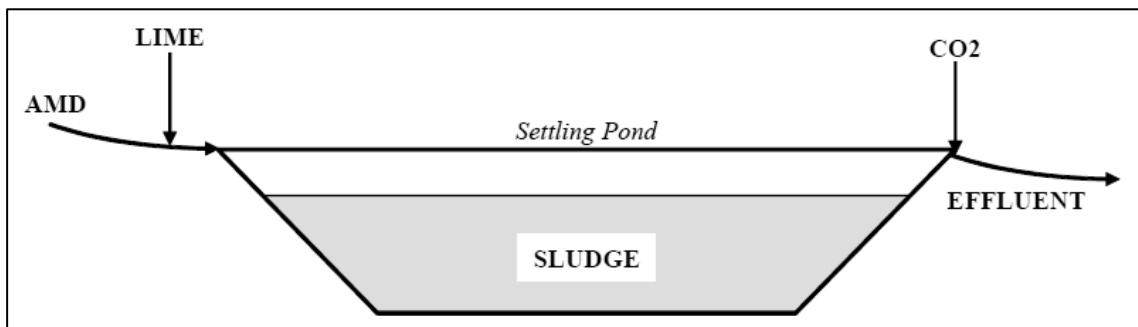 LIME
CO2
AMD
Settling Pond
EFFLUENT
SLUDGE